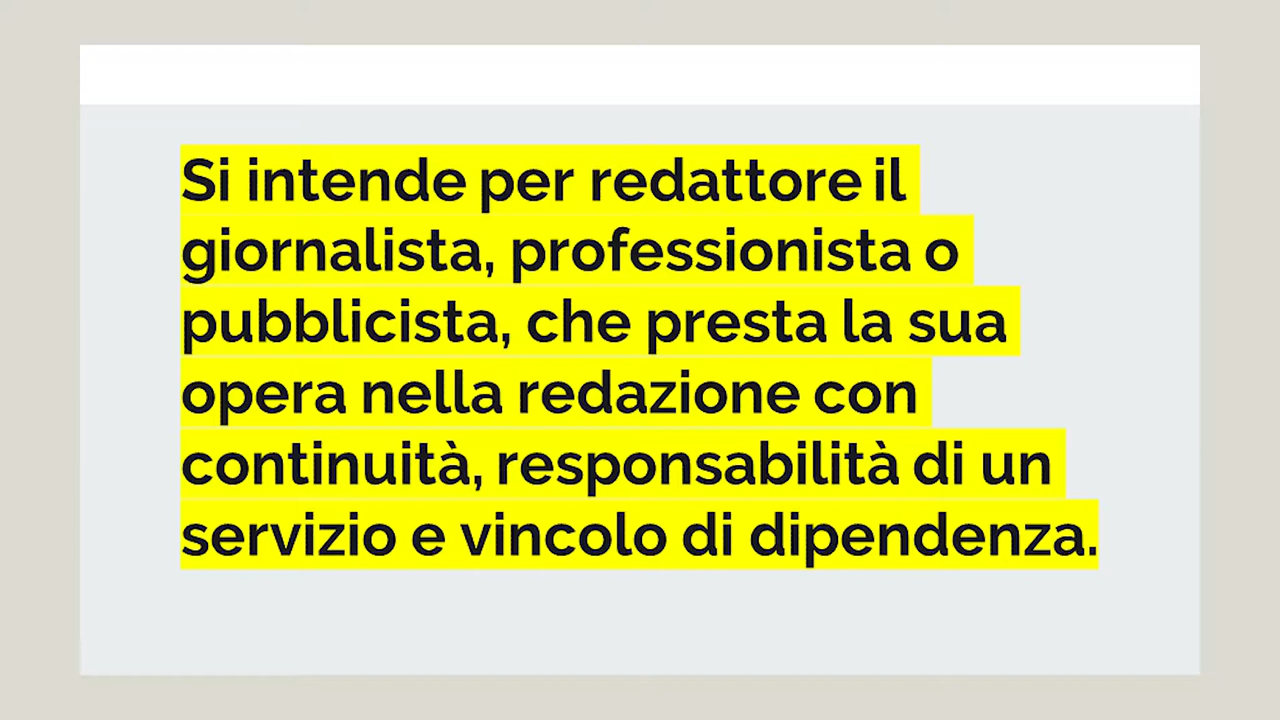 Si intende per redattore il
giornalista, professionista o
pubblicista, che presta la sua
opera nella redazione con
continuità, responsabilità di un
servizio e vincolo di dipendenza.